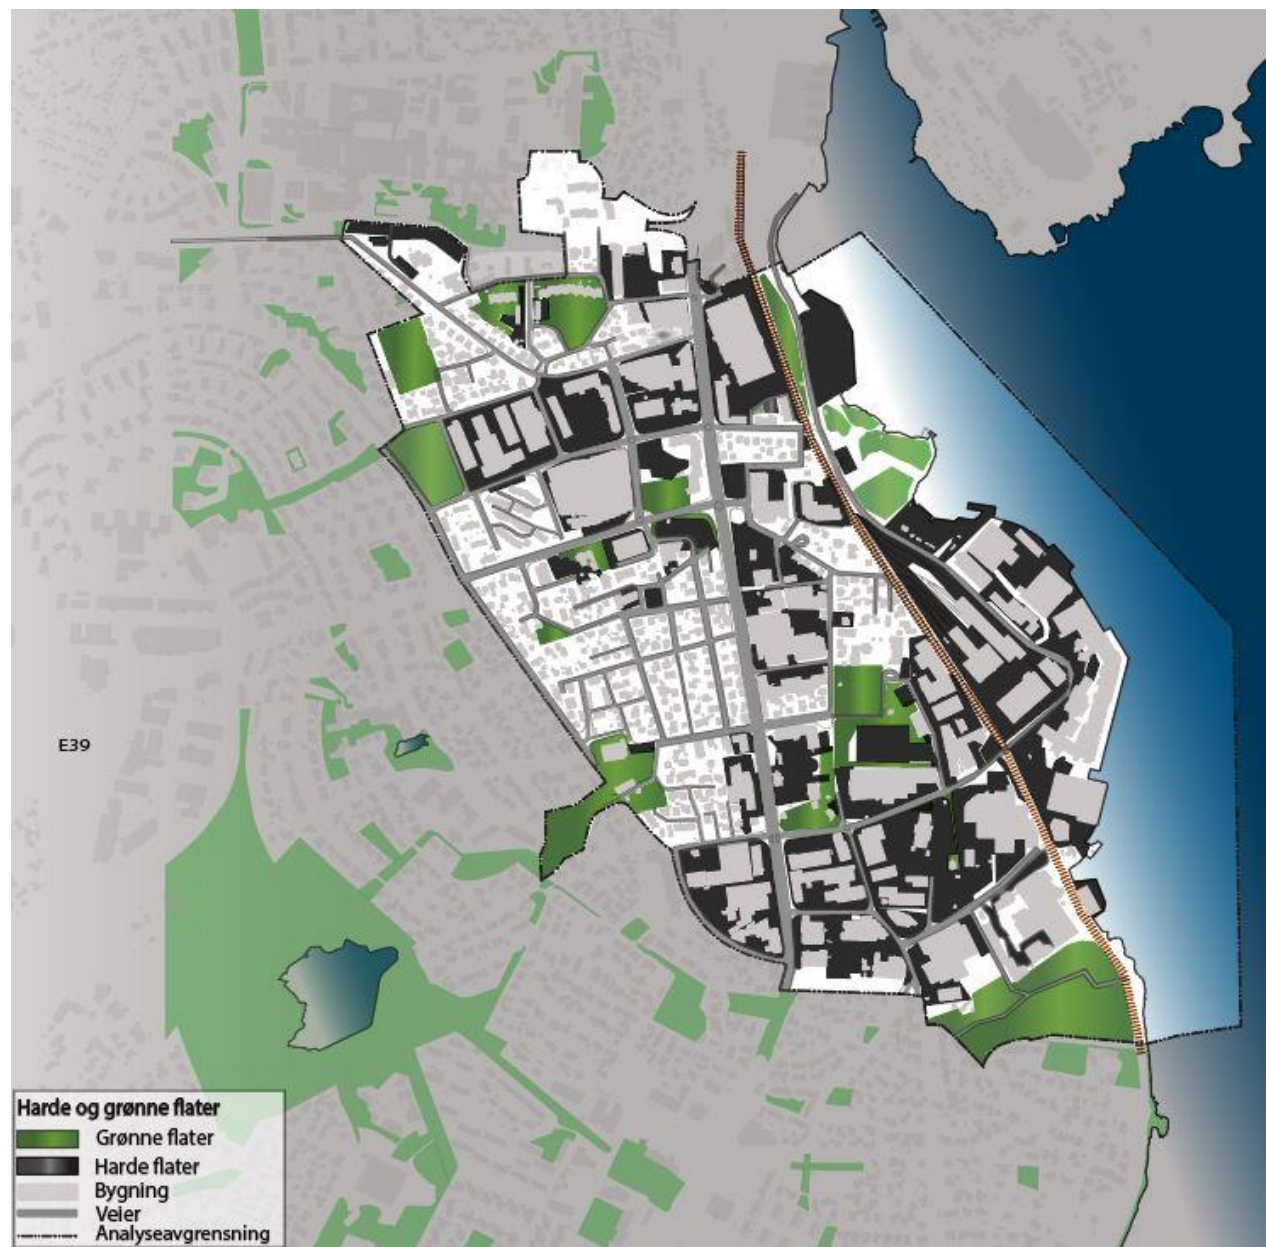 E39
Harde og grønne flater
Grønne flater
Harde flater
Bygning
Veier
Analyseavgrensning